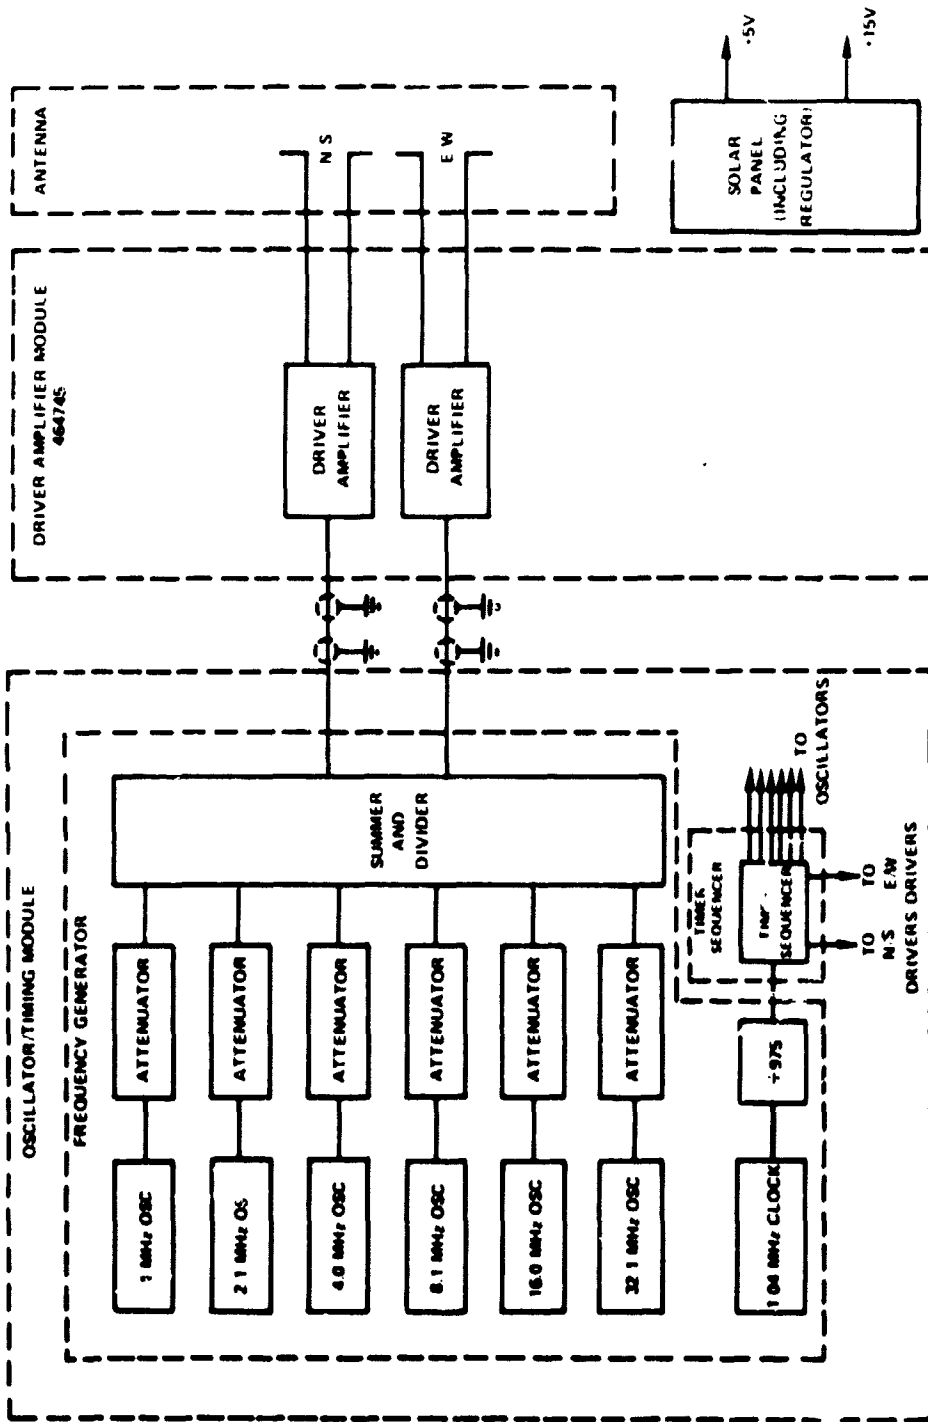 OSCILLATOR/TIMING MODULE
FREQUENCY GENERATOR
1 MHz OSC
ATTENUATOR
2 1 MHz OS
ATTENUATOR
4.0 MHz OSC
ATTENUATOR
8.1 MHz OSC
ATTENUATOR
16.0 MHz OSC
ATTENUATOR
32 1 MHz OSC
ATTENUATOR
SUMMER
AND
DIVIDER
1 04 MHz CLOCK
÷975
TIMER
SEQUENCER
SEQUENCER
TO
OSCILLATORS
TO
N/S
DRIVERS
TO
E/W
DRIVERS
DRIVER AMPLIFIER MODULE
464745
DRIVER
AMPLIFIER
DRIVER
AMPLIFIER
ANTENNA
N S
E W
SOLAR
PANEL
(INCLUDING
REGULATOR)
+5V
+15V